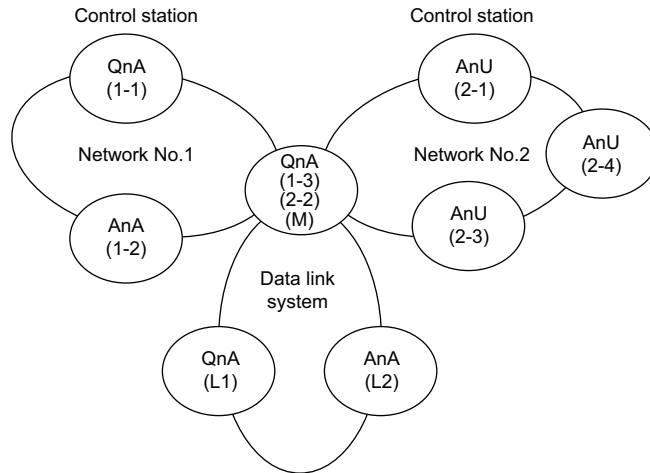 Control station
Control station
QnA
(1-1)
AnU
(2-1)
Network No.1
Network No.2
AnU
(2-4)
QnA
(1-3)
(2-2)
(M)
AnA
(1-2)
AnU
(2-3)
Data link
system
QnA
(L1)
AnA
(L2)